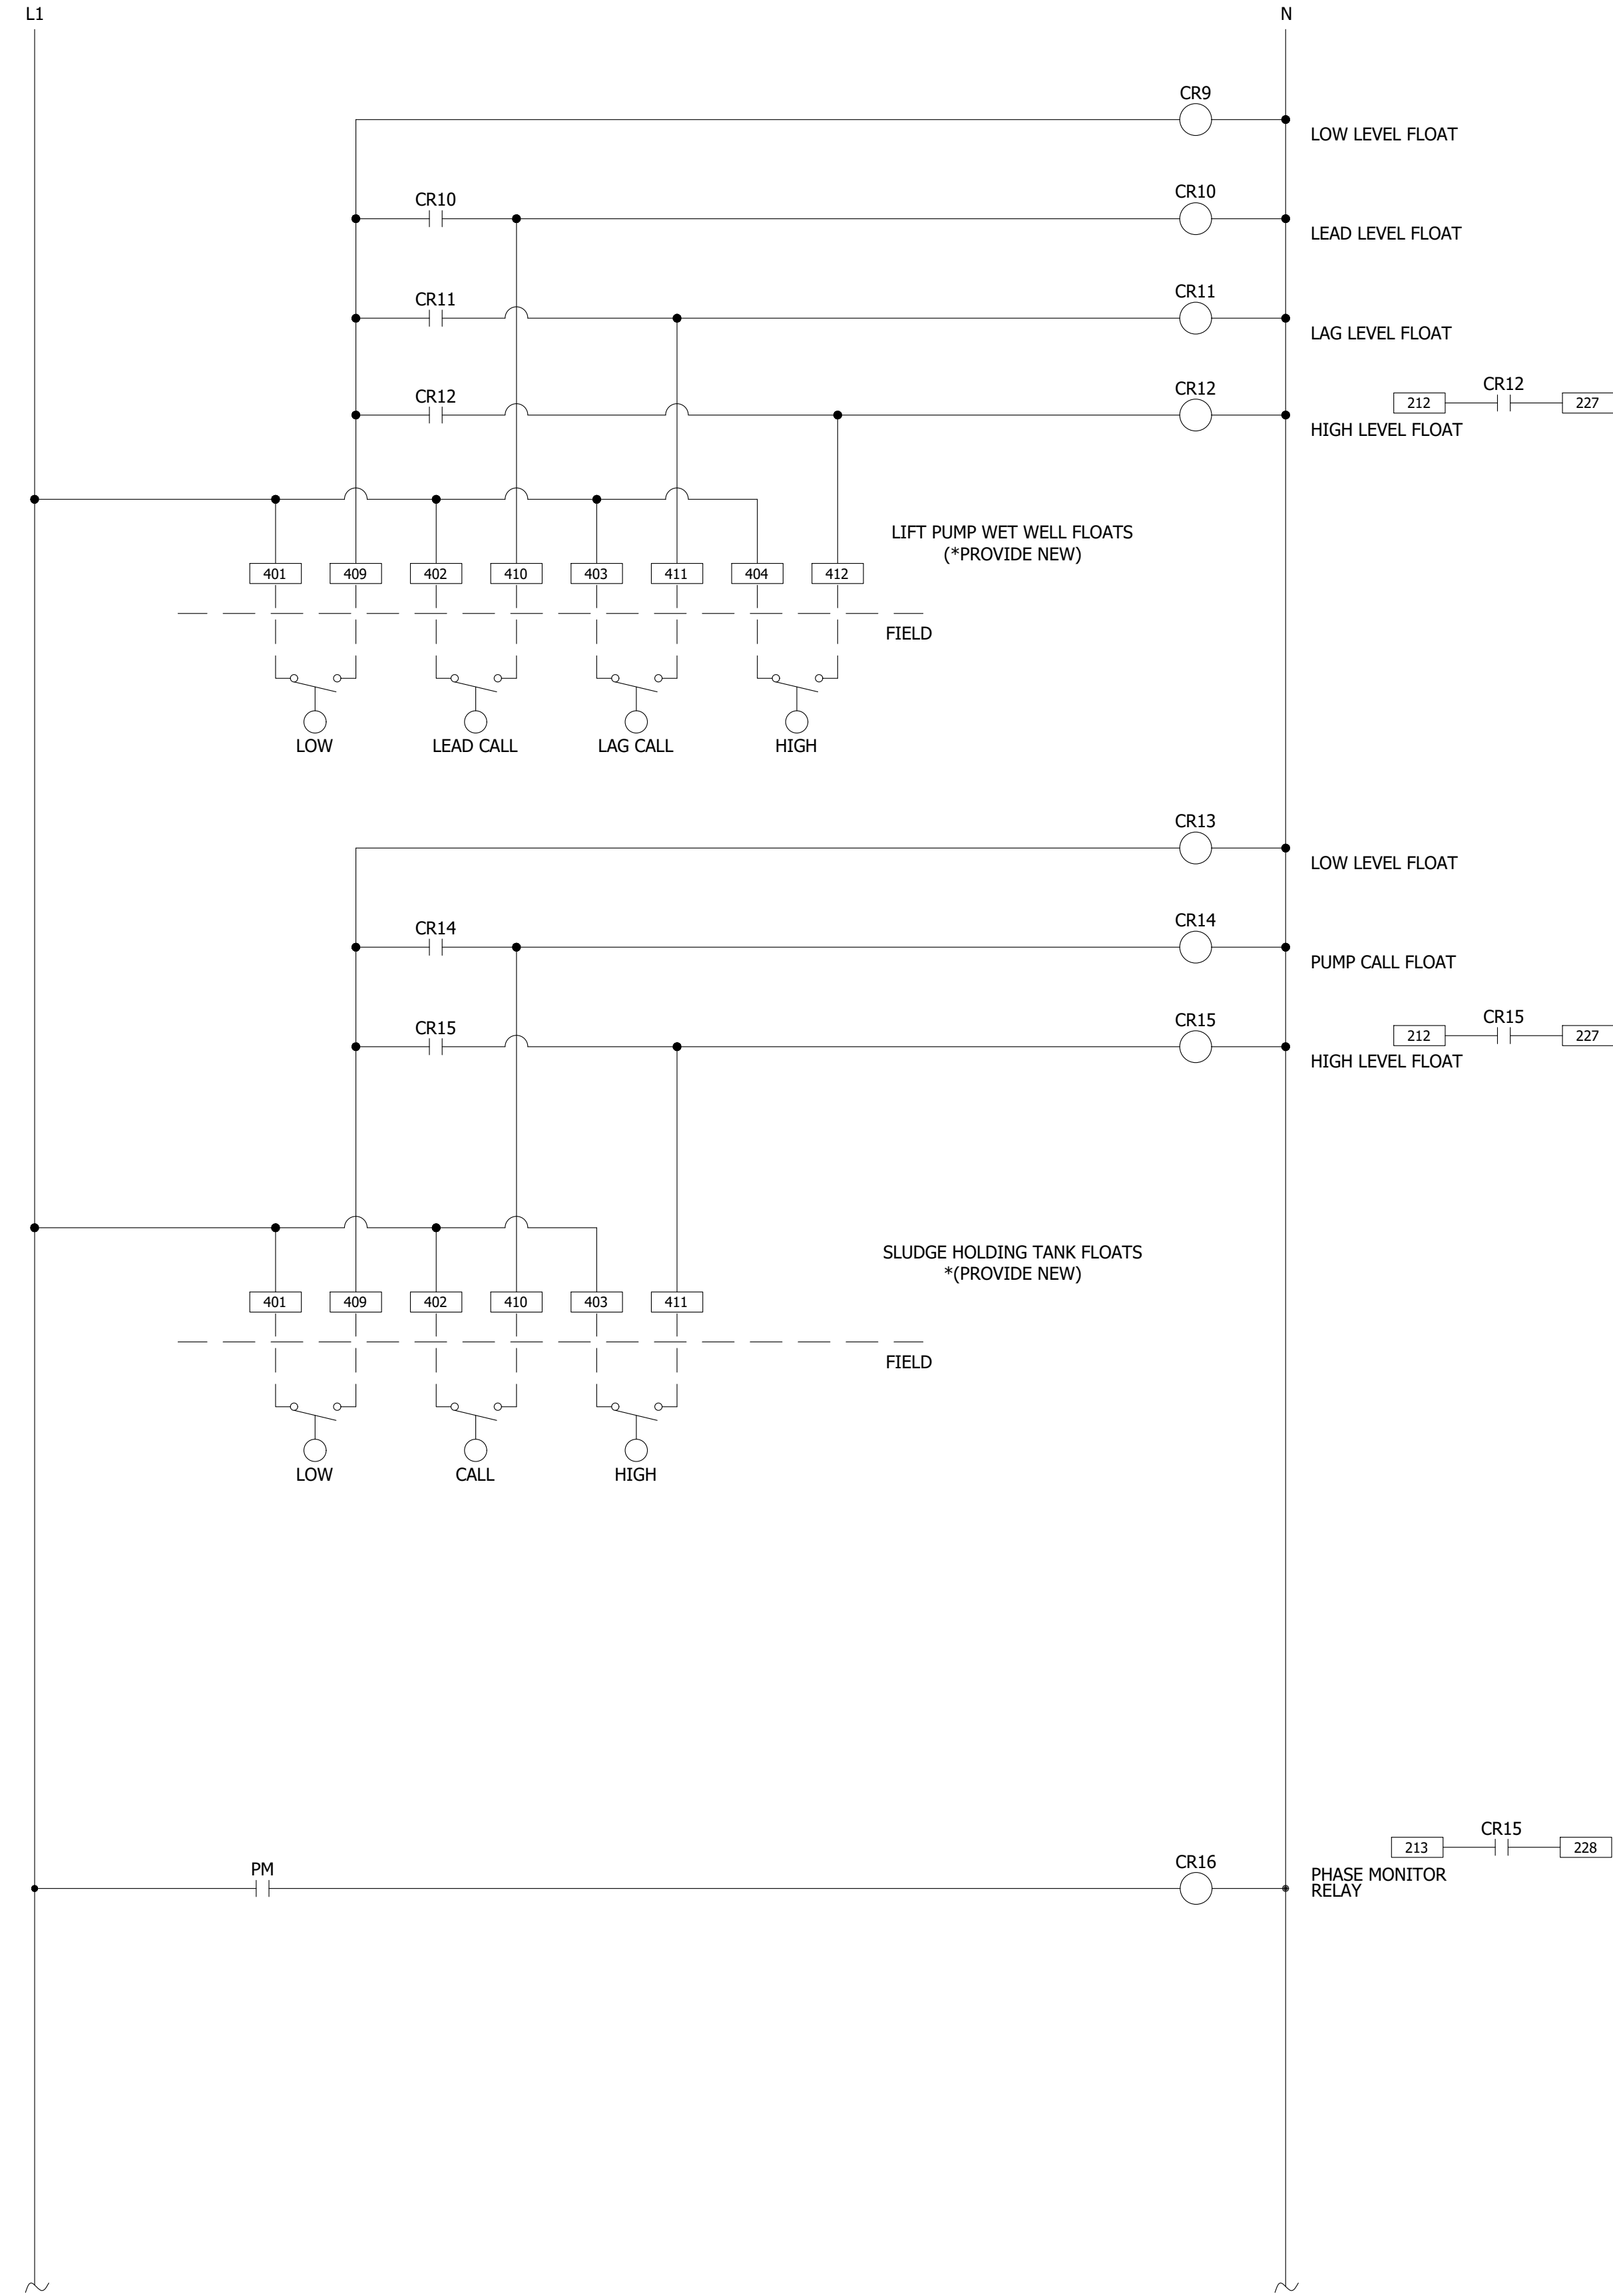 L1
N
CR9
LOW LEVEL FLOAT
CR10
CR10
LEAD LEVEL FLOAT
CR11
CR11
LAG LEVEL FLOAT
CR12
CR12
212
CR12
227
HIGH LEVEL FLOAT
LIFT PUMP WET WELL FLOATS
(*PROVIDE NEW)
401
409
402
410
403
411
404
412
FIELD
LOW
LEAD CALL
LAG CALL
HIGH
CR13
LOW LEVEL FLOAT
CR14
CR14
PUMP CALL FLOAT
CR15
CR15
212
CR15
227
HIGH LEVEL FLOAT
SLUDGE HOLDING TANK FLOATS
*(PROVIDE NEW)
401
409
402
410
403
411
FIELD
LOW
CALL
HIGH
213
CR15
228
PM
CR16
PHASE MONITOR
RELAY